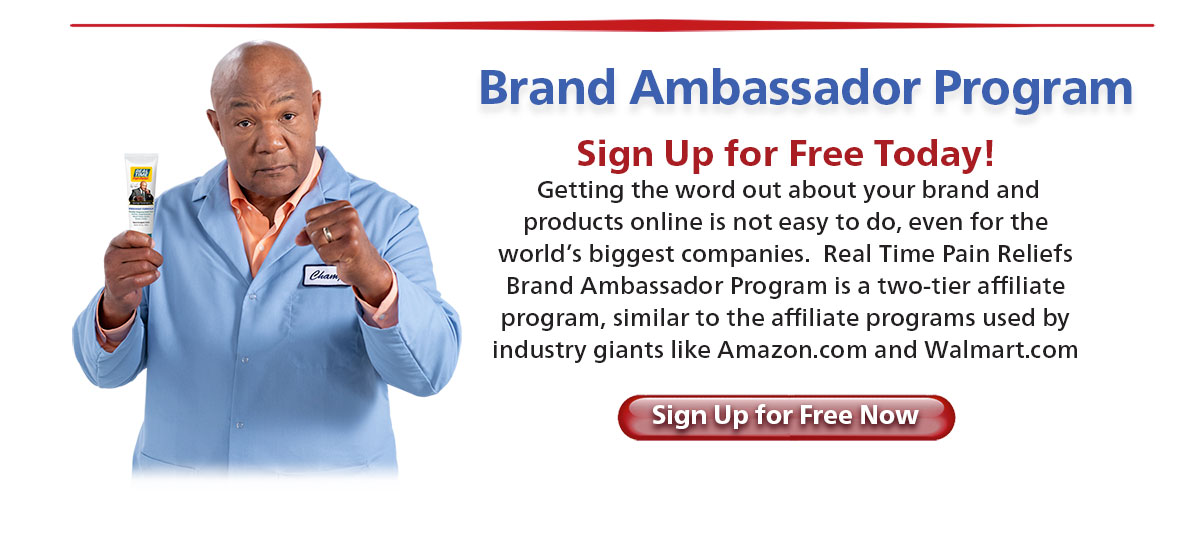 Brand Ambassador Program
Sign Up for Free Today!
Getting the word out about your brand and
products online is not easy to do, even for the
world's biggest companies.  Real Time Pain Reliefs
Brand Ambassador Program is a two-tier affiliate
program, similar to the affiliate programs used by
industry giants like Amazon.com and Walmart.com
Sign Up for Free Now
REAL
TIME